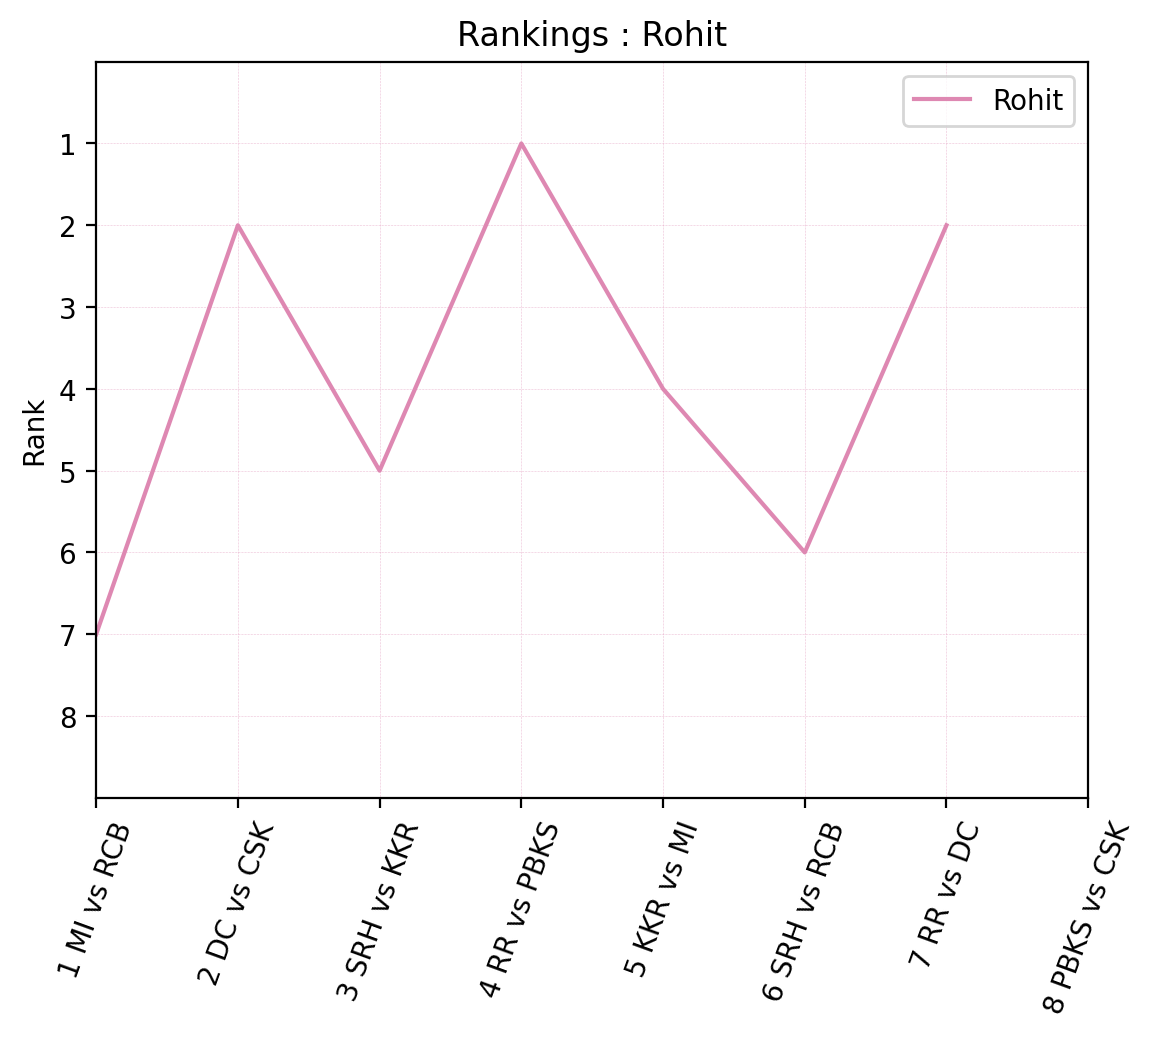 Rankings : Rohit
Rohit
Rank
1
2
3
4
5
6
7
8
1 MI vs RCB
2 DC vs CSK
3 SRH vs KKR
4 RR vs PBKS
5 KKR vs MI
6 SRH vs RCB
7 RR vs DC
8 PBKS vs CSK